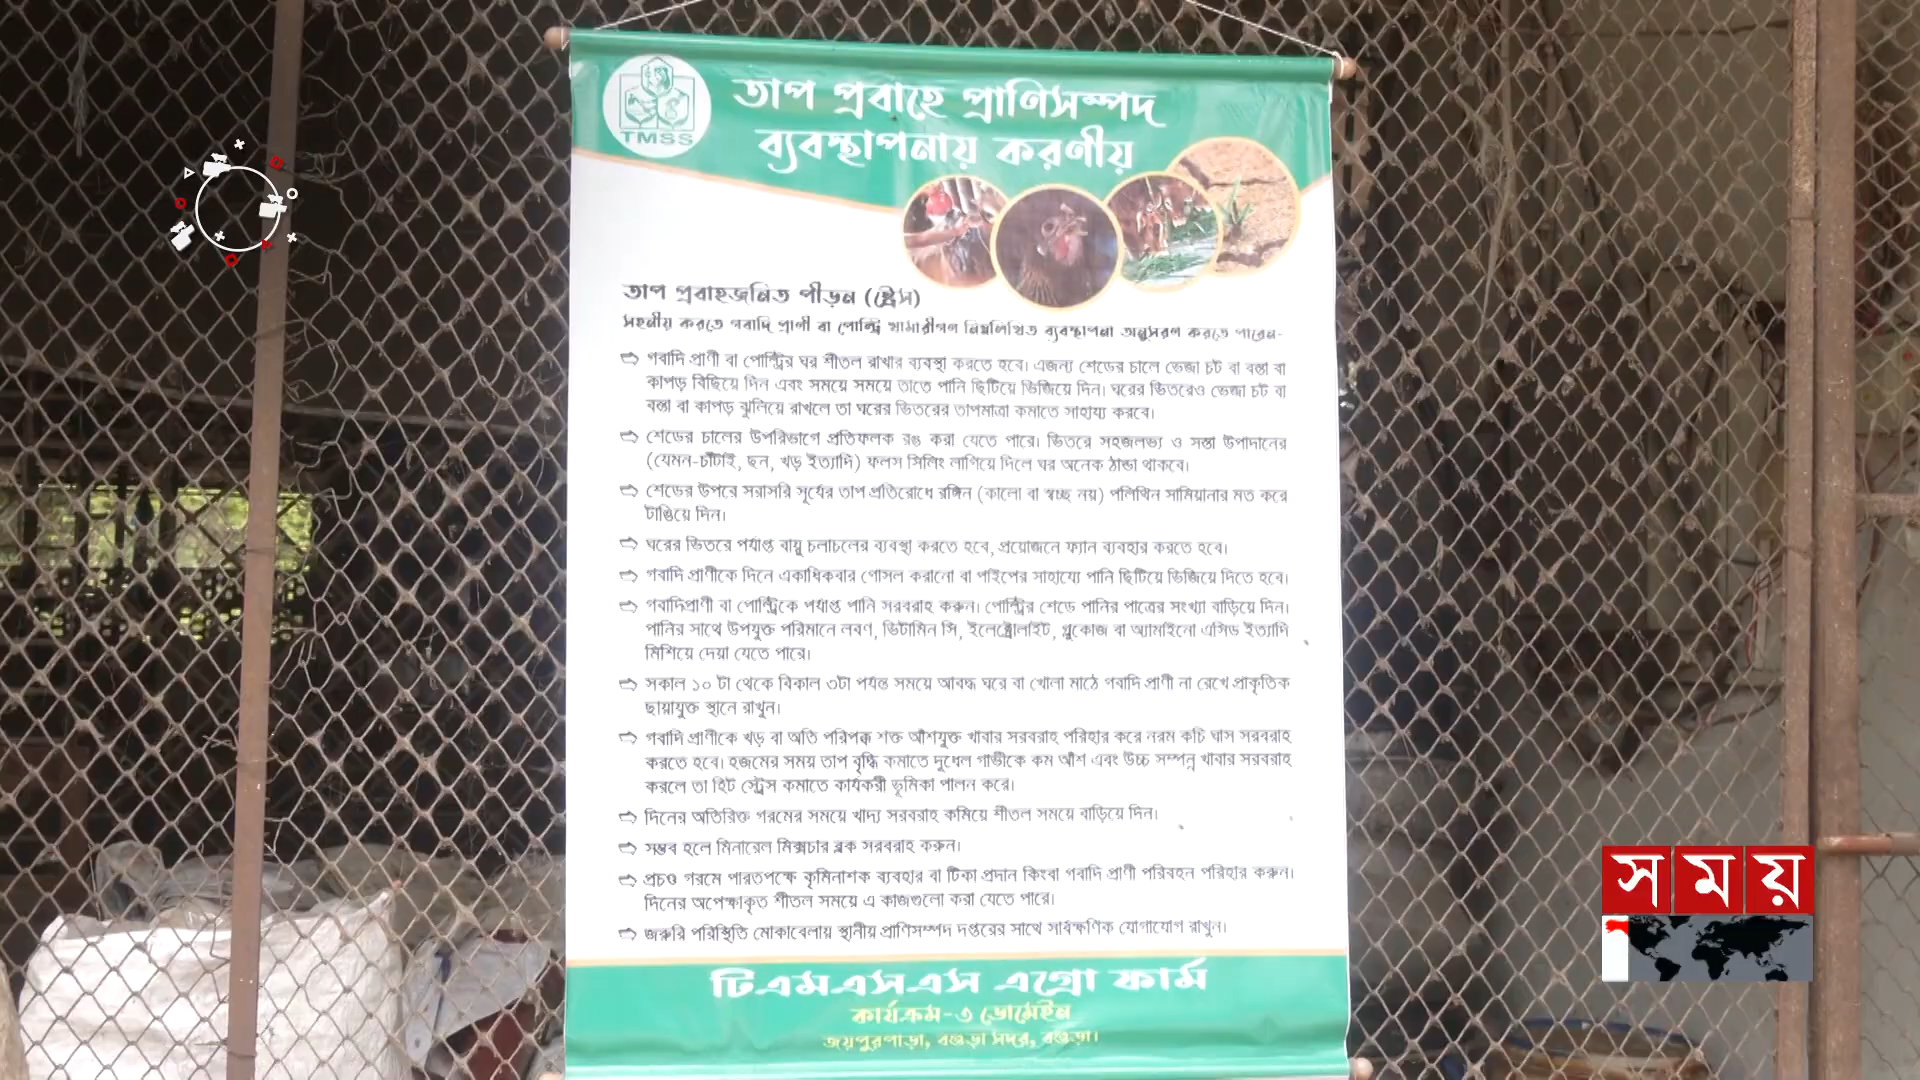 TMSS
তাপ প্রবাহে প্রাণিসম্পদ
ব্যবস্থাপনায় করণীয়
তাপ প্রবাহজনিত পীড়ন (স্ট্রেস)
সহনীয় করতে গবাদি প্রাণী বা পোল্ট্রি খামারীগণ নিম্নলিখিত ব্যবস্থাপনা অনুসরণ করতে পারেন-
গবাদি প্রাণী বা পোল্ট্রির ঘর শীতল রাখার ব্যবস্থা করতে হবে। এজন্য শেডের চালে ভেজা চট বা বস্তা বা
কাপড় বিছিয়ে দিন এবং সময়ে সময়ে তাতে পানি ছিটিয়ে ভিজিয়ে দিন। ঘরের ভিতরেও ভেজা চট বা
বস্তা বা কাপড় ঝুলিয়ে রাখলে তা ঘরের ভিতরের তাপমাত্রা কমাতে সাহায্য করবে।
শেডের চালের উপরিভাগে প্রতিফলক রঙ করা যেতে পারে। ভিতরে সহজলভ্য ও সস্তা উপাদানের
(যেমন-চাঁটাই, ছন, খড় ইত্যাদি) ফলস সিলিং লাগিয়ে দিলে ঘর অনেক ঠান্ডা থাকবে।
শেডের উপরে সরাসরি সূর্যের তাপ প্রতিরোধে রঙ্গিন (কালো বা স্বচ্ছ নয়) পলিথিন সামিয়ানার মত করে
টাঙিয়ে দিন।
ঘরের ভিতরে পর্যাপ্ত বায়ু চলাচলের ব্যবস্থা করতে হবে, প্রয়োজনে ফ্যান ব্যবহার করতে হবে।
গবাদি প্রাণীকে দিনে একাধিকবার গোসল করানো বা পাইপের সাহায্যে পানি ছিটিয়ে ভিজিয়ে দিতে হবে।
গবাদিপ্রাণী বা পোল্ট্রিকে পর্যাপ্ত পানি সরবরাহ করুন। পোল্ট্রির শেডে পানির পাত্রের সংখ্যা বাড়িয়ে দিন।
পানির সাথে উপযুক্ত পরিমানে লবণ, ভিটামিন সি, ইলেক্ট্রোলাইট, গ্লুকোজ বা অ্যামাইনো এসিড ইত্যাদি
মিশিয়ে দেয়া যেতে পারে।
সকাল ১০ টা থেকে বিকাল ৩টা পর্যন্ত সময়ে আবদ্ধ ঘরে বা খোলা মাঠে গবাদি প্রাণী না রেখে প্রাকৃতিক
ছায়াযুক্ত স্থানে রাখুন।
গবাদি প্রাণীকে খড় বা অতি পরিপক্ক শক্ত আঁশযুক্ত খাবার সরবরাহ পরিহার করে নরম কচি ঘাস সরবরাহ
করতে হবে। হজমের সময় তাপ বৃদ্ধি কমাতে দুধেল গাভীকে কম আঁশ এবং উচ্চ সম্পন্ন খাবার সরবরাহ
করলে তা হিট স্ট্রেস কমাতে কার্যকরী ভূমিকা পালন করে।
দিনের অতিরিক্ত গরমের সময়ে খাদ্য সরবরাহ কমিয়ে শীতল সময়ে বাড়িয়ে দিন।
সম্ভব হলে মিনারেল মিক্সচার ব্লক সরবরাহ করুন।
প্রচণ্ড গরমে পারতপক্ষে কৃমিনাশক ব্যবহার বা টিকা প্রদান কিংবা গবাদি প্রাণী পরিবহন পরিহার করুন।
দিনের অপেক্ষাকৃত শীতল সময়ে এ কাজগুলো করা যেতে পারে।
জরুরি পরিস্থিতি মোকাবেলায় স্থানীয় প্রাণিসম্পদ দপ্তরের সাথে সার্বক্ষণিক যোগাযোগ রাখুন।
টিএমএসএস এগ্রো ফার্ম
কার্যক্রম-৩ ডোমেইন
জয়পুরপাড়া, বগুড়া সদর, বগুড়া।
সময়